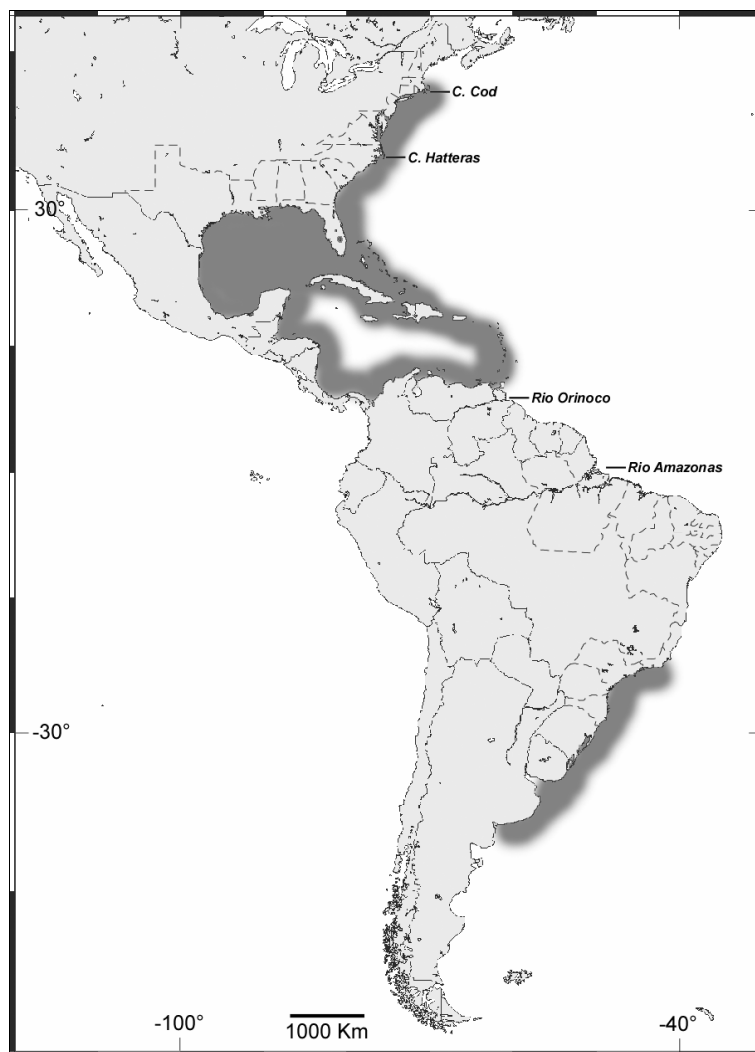 C. Cod
C. Hatteras
30°
Rio Orinoco
Rio Amazonas
-30°
-100°
1000 Km
-40°